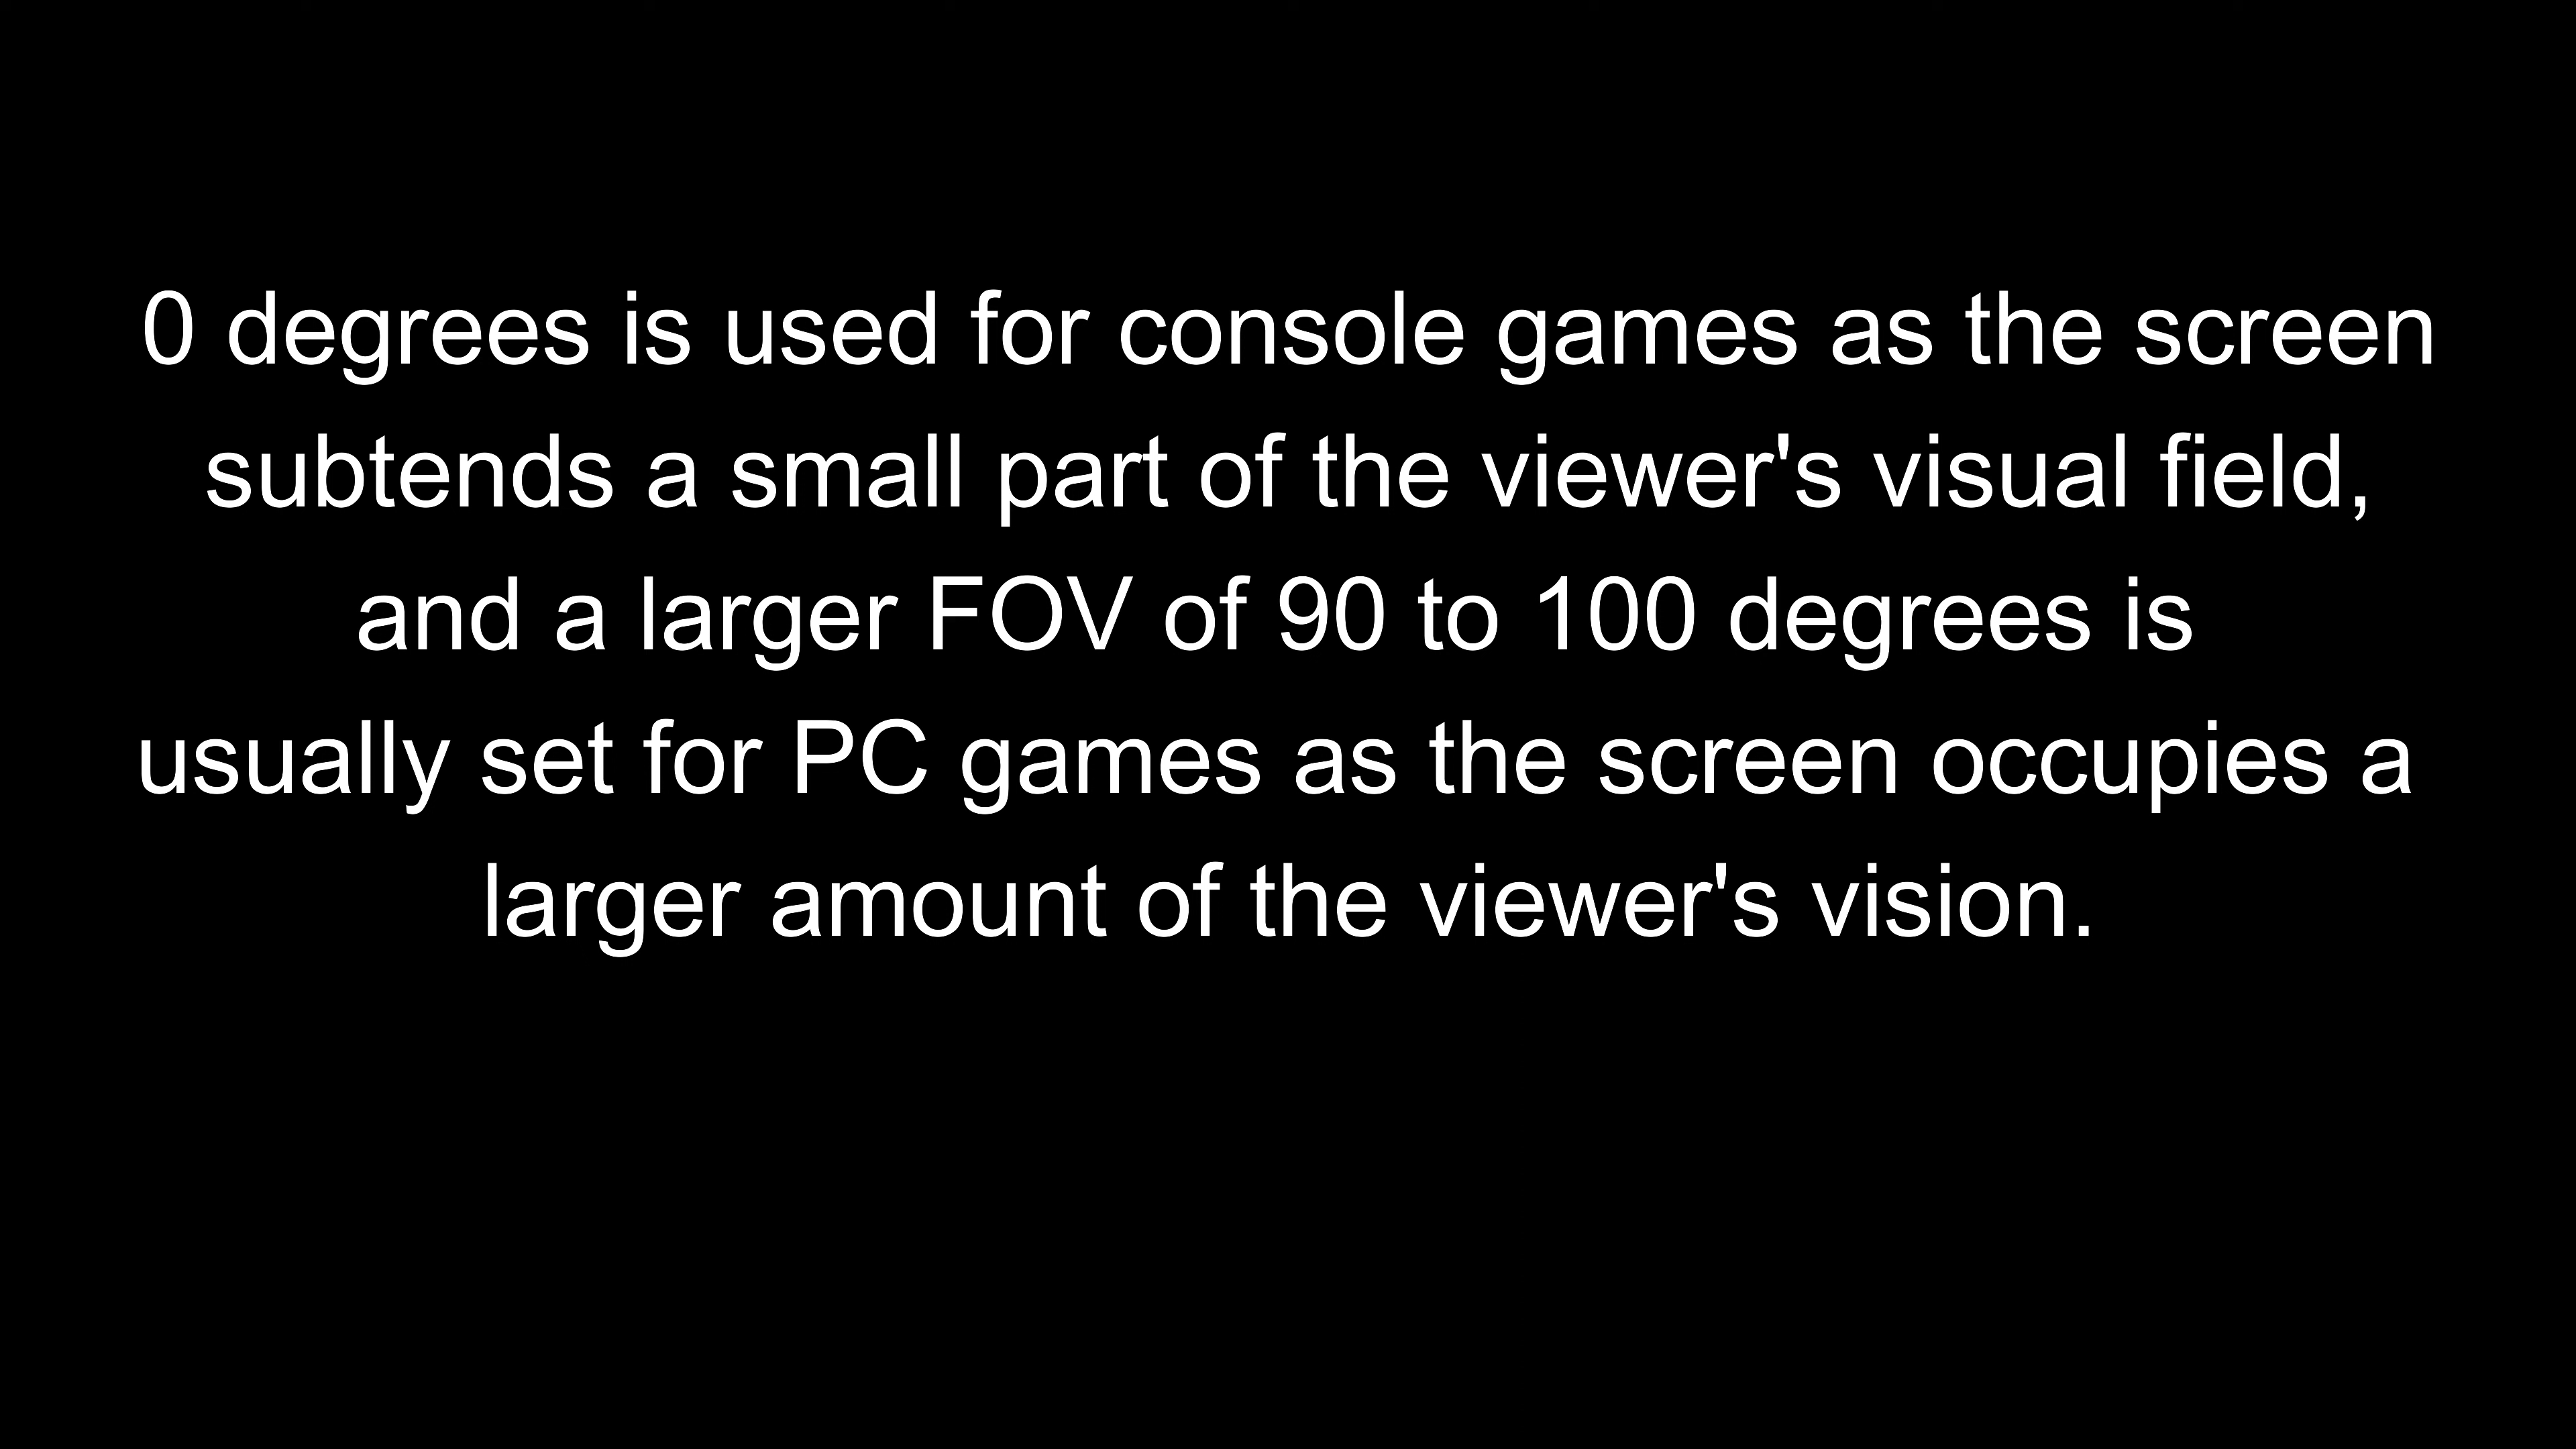 0 degrees is used for console games as the screen
subtends a small part of the viewer's visual field,
and a larger FOV of 90 to 100 degrees is
usually set for PC games as the screen occupies a
larger amount of the viewer's vision.